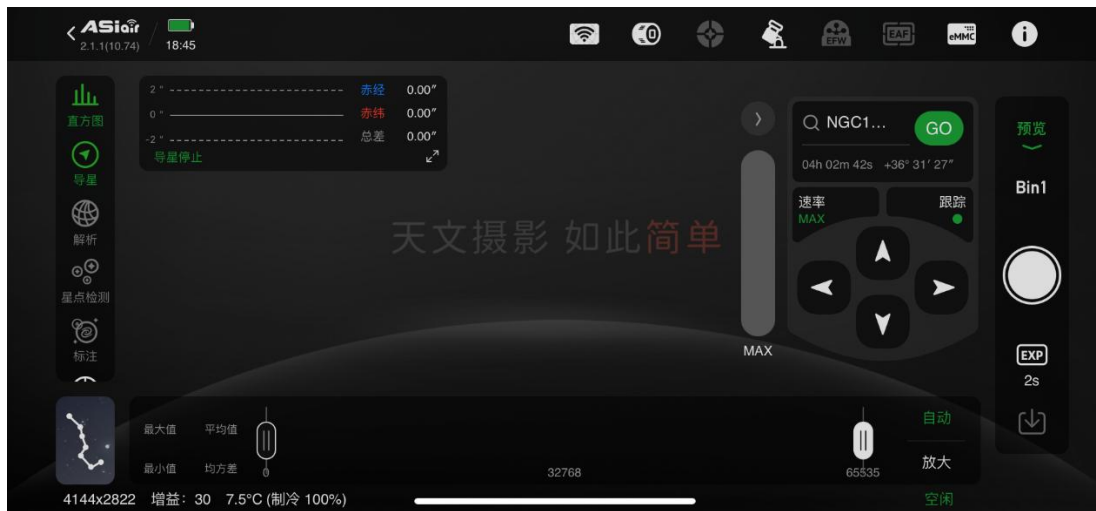 ASiair
2.1.1(10.74)
18:45
EFW
EAF
eMMC
直方图
导星
解析
星点检测
标注
2 "
0 "
-2 "
赤经 0.00″
赤纬 0.00″
总差 0.00″
导星停止
天文摄影 如此简单
MAX
NGC1...
GO
04h 02m 42s +36° 31′ 27″
速率
MAX
跟踪
预览
Bin1
EXP
2s
最大值 平均值
最小值 均方差
0
32768
65535
自动
放大
4144x2822 增益：30 7.5°C (制冷 100%)
空闲